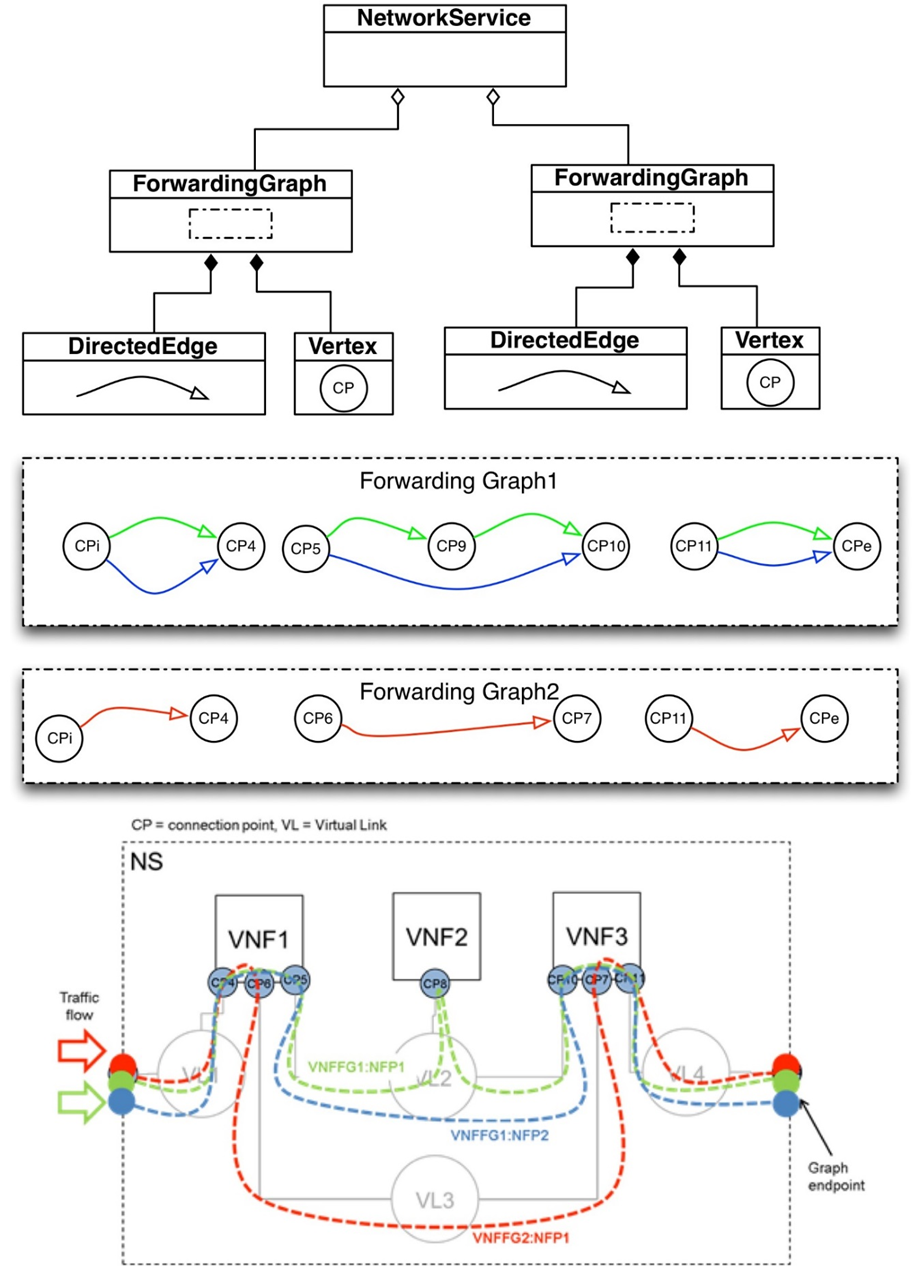 NetworkService
ForwardingGraph
ForwardingGraph
DirectedEdge
Vertex
CP
DirectedEdge
Vertex
CP
Forwarding Graph1
CPi
CP4
CP5
CP9
CP10
CP11
CPe
Forwarding Graph2
CPi
CP4
CP6
CP7
CP11
CPe
CP = connection point, VL = Virtual Link
NS
VNF1
VNF2
VNF3
CP4
CP6
CP5
CP8
CP10
CP7
CP11
Traffic
flow
VL1
VNFFG1:NFP1
VL2
VL4
VNFFG1:NFP2
Graph
endpoint
VL3
VNFFG2:NFP1